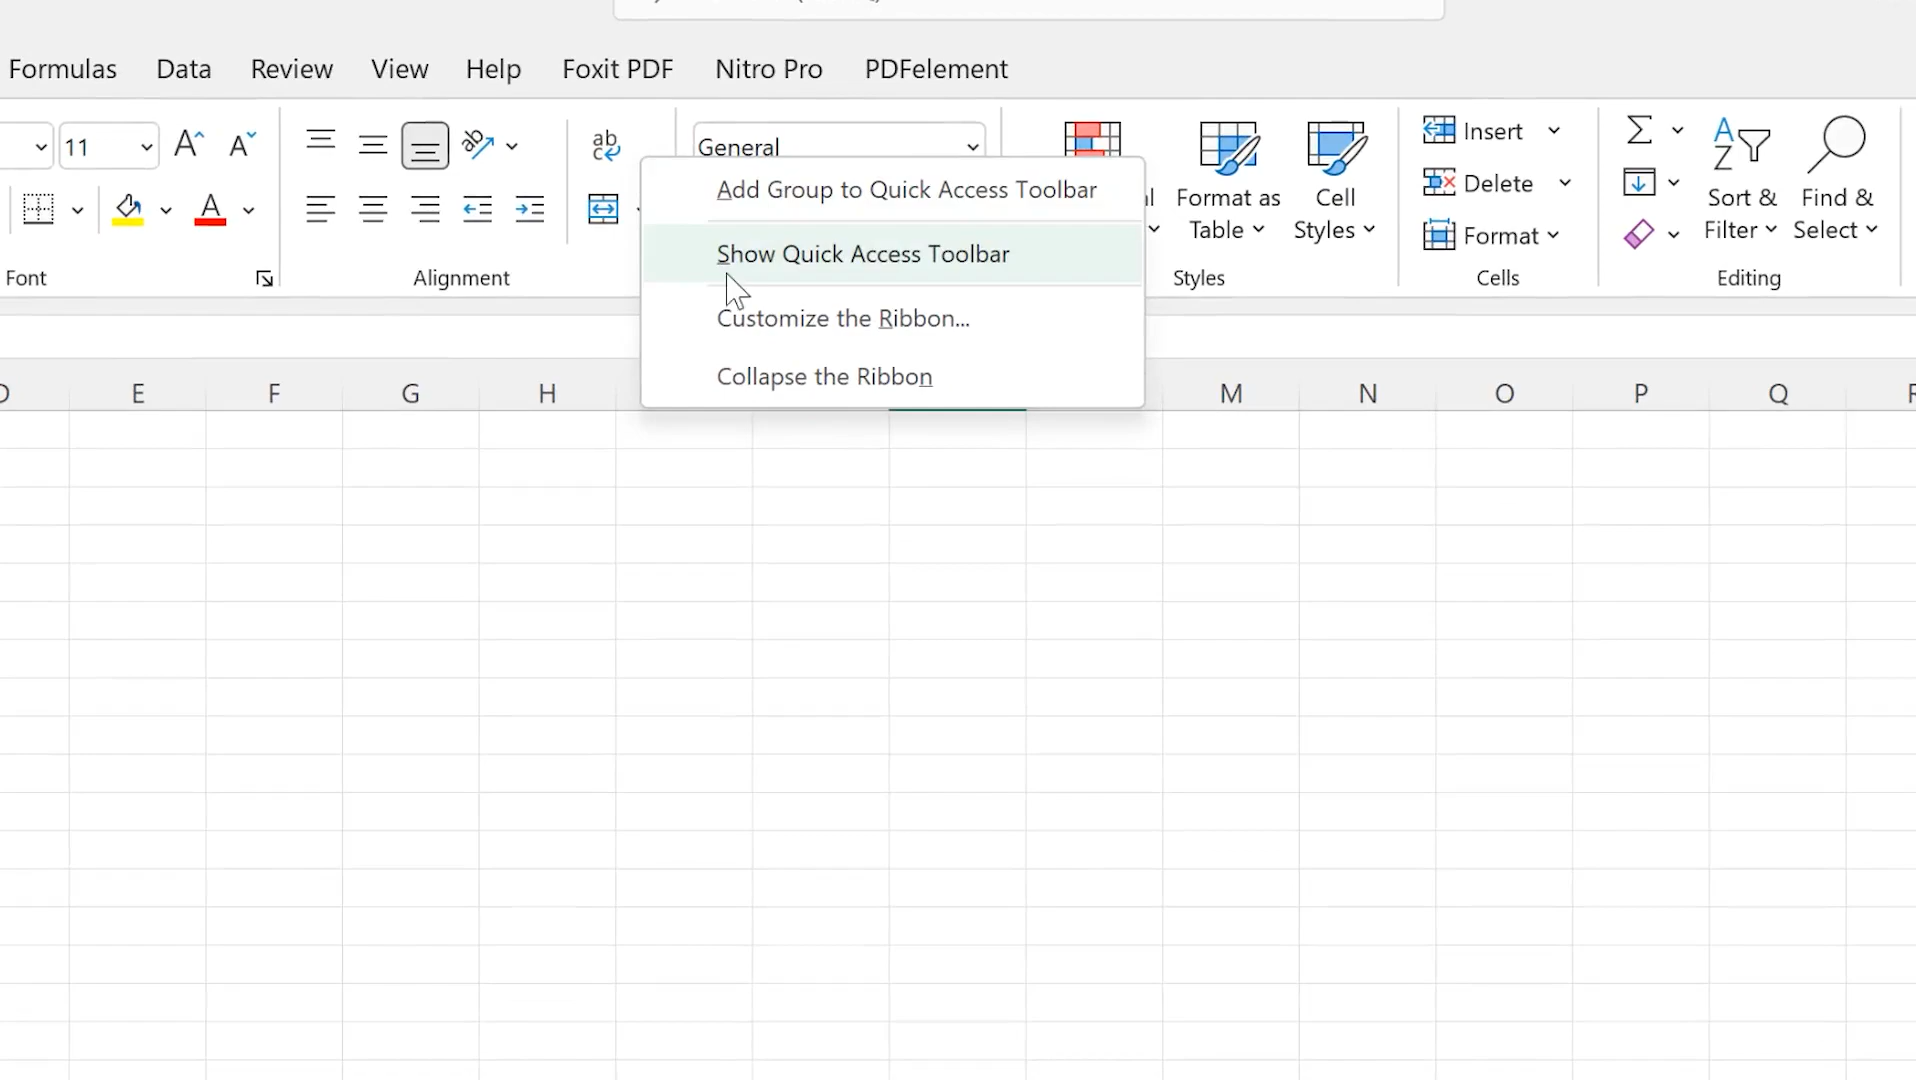 Formulas Data Review View Help Foxit PDF Nitro Pro PDFelement
11 General Insert
Add Group to Quick Access Toolbar
Format as Table
Cell Styles
Delete
Sort & Filter
Find & Select
Format
Show Quick Access Toolbar
Customize the Ribbon...
Collapse the Ribbon
Font Alignment Styles Cells Editing
E F G H M N O P Q